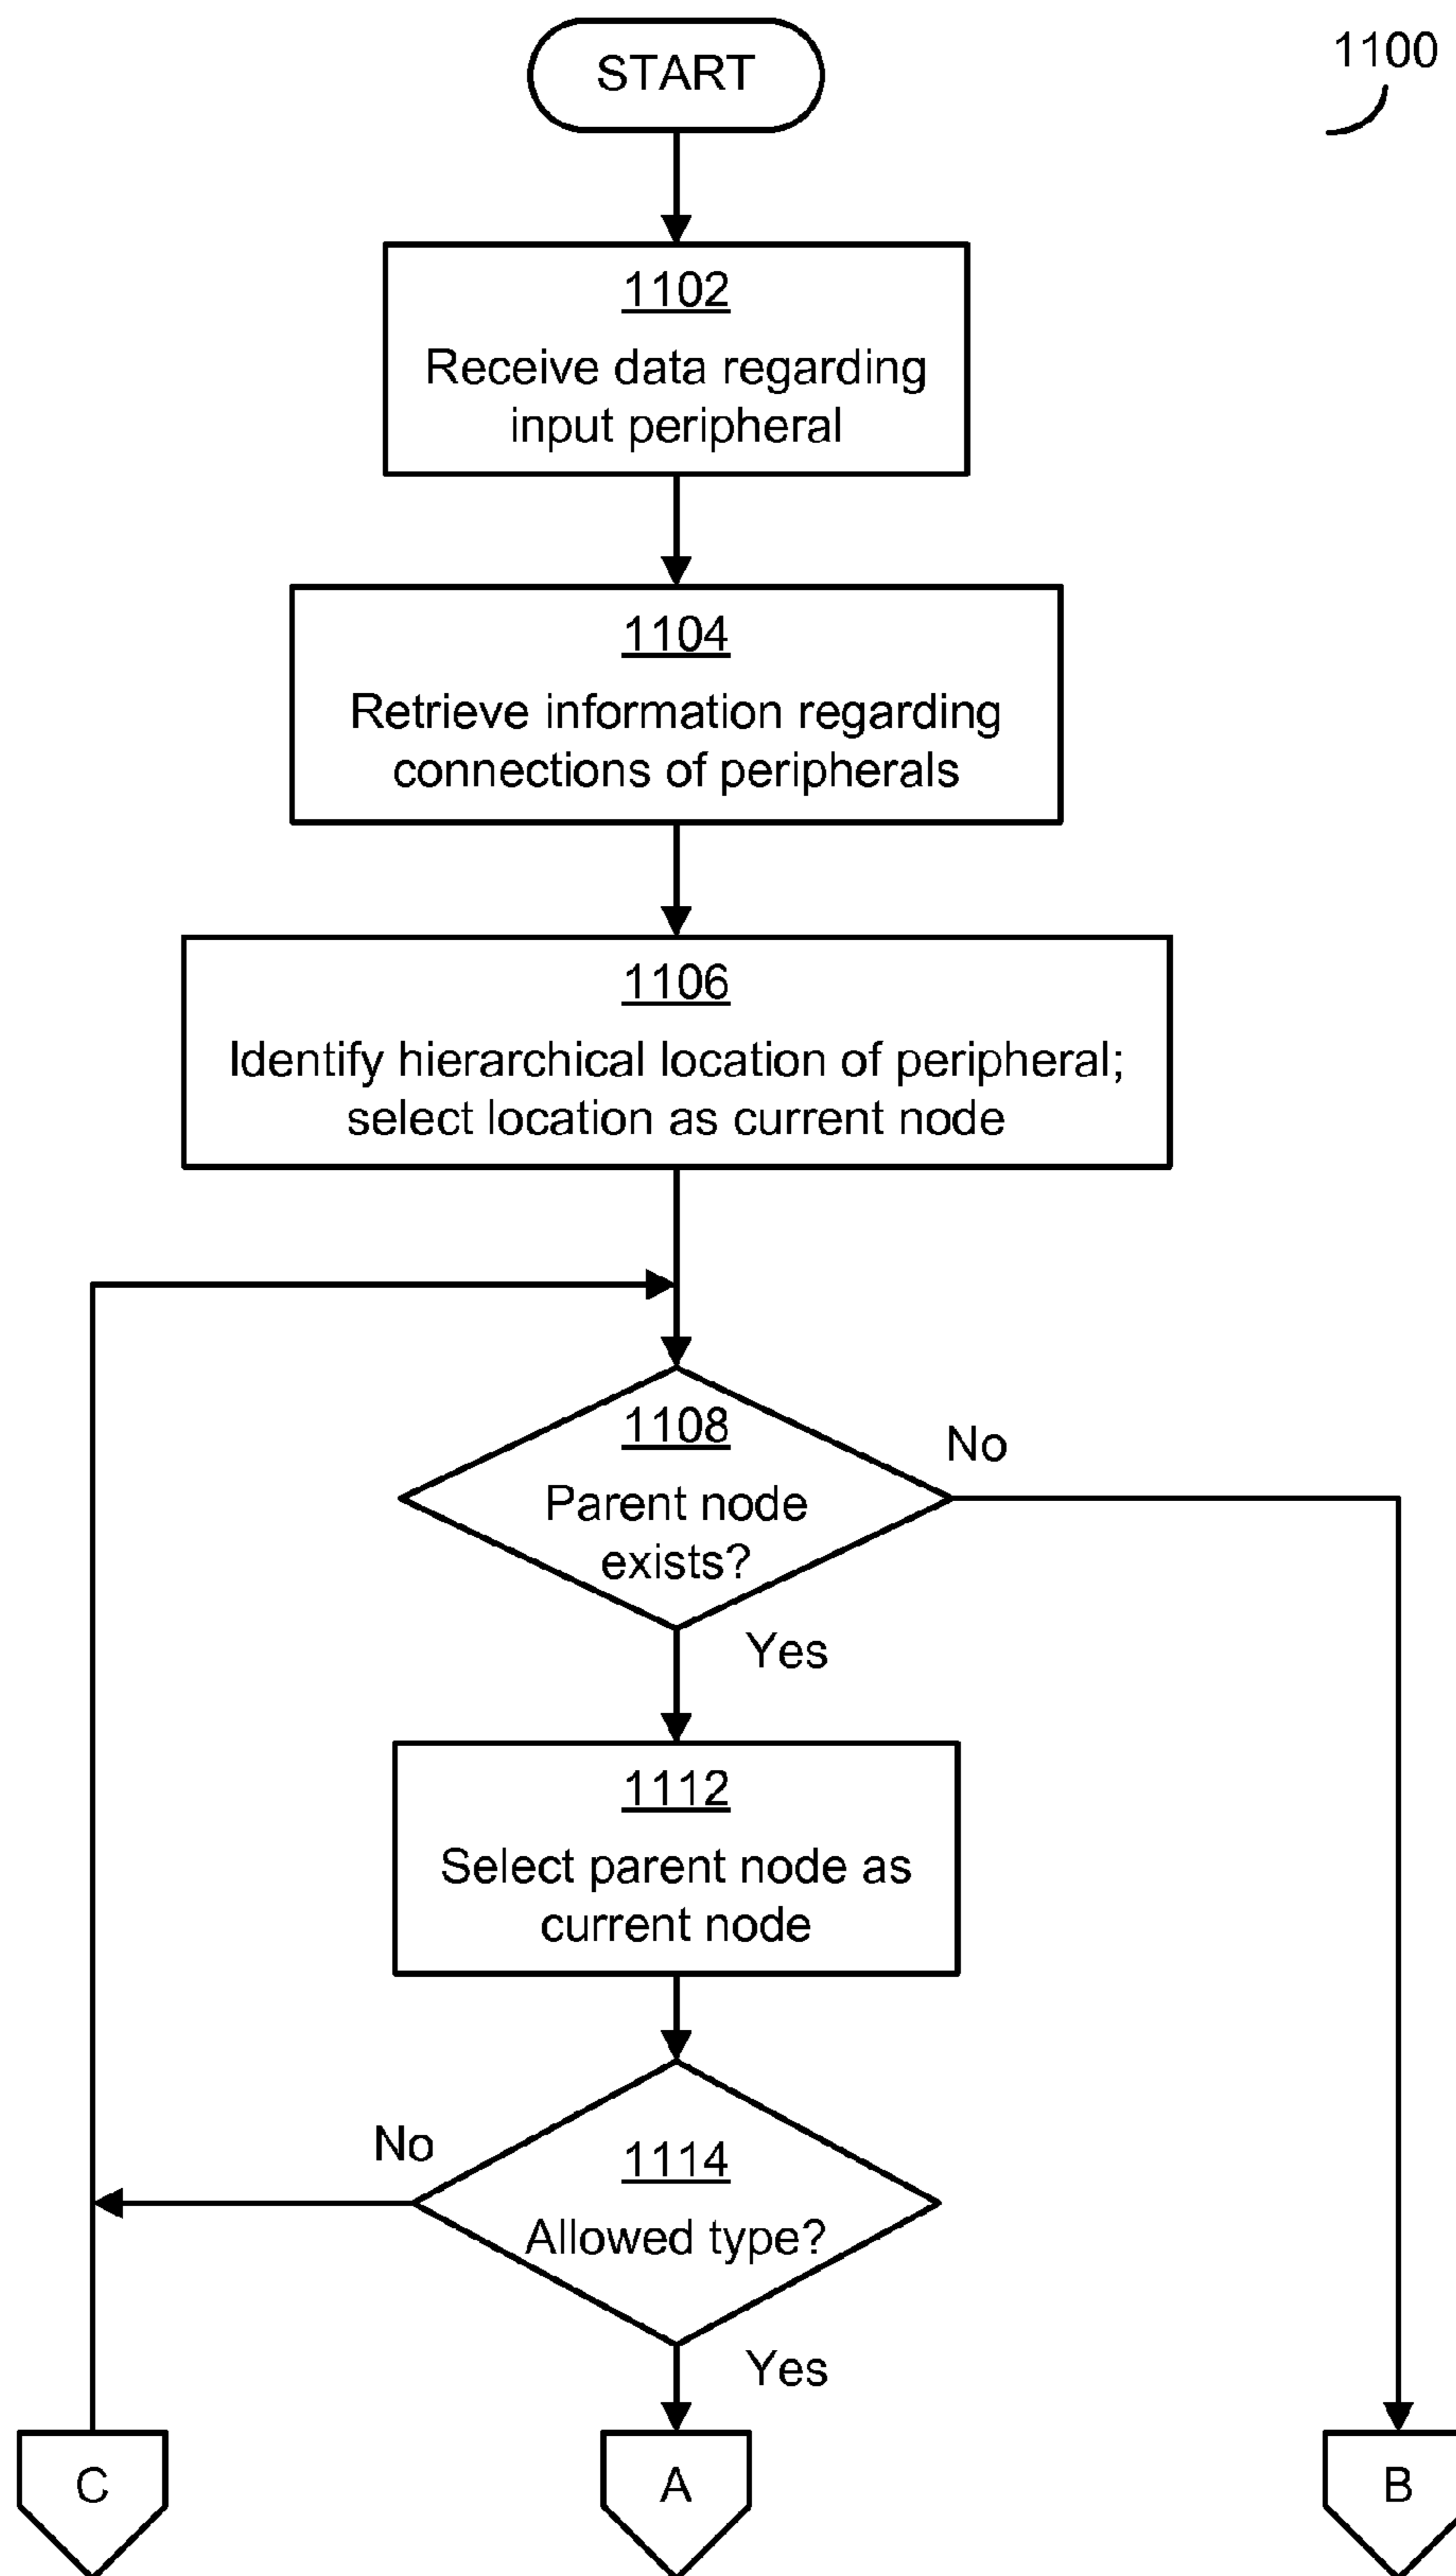 START
1100
1102
Receive data regarding
input peripheral
1104
Retrieve information regarding
connections of peripherals
1106
Identify hierarchical location of peripheral;
select location as current node
1108
Parent node
exists?
No
Yes
1112
Select parent node as
current node
1114
Allowed type?
No
Yes
C
A
B